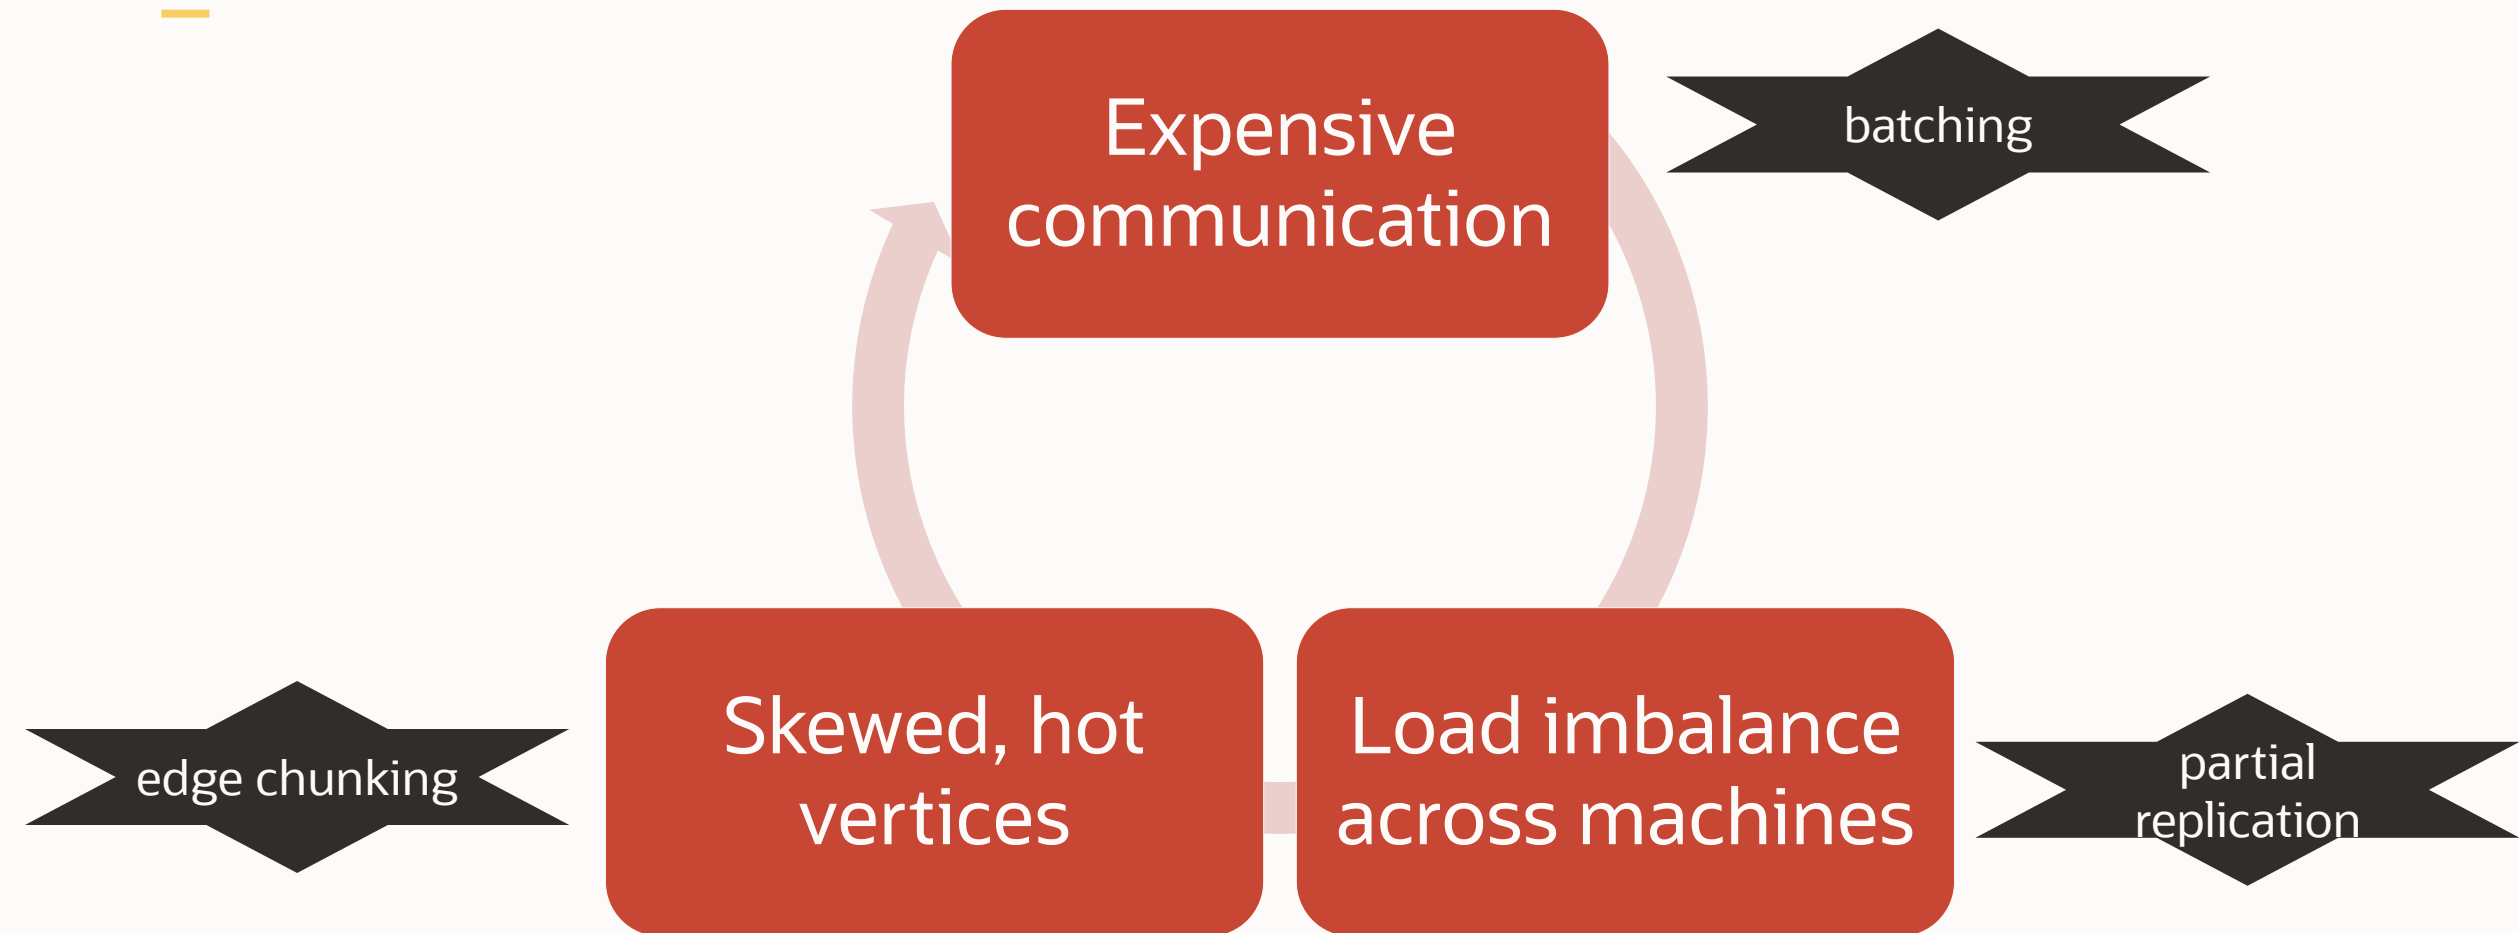 Expensive
communication
batching
Skewed, hot
vertices
Load imbalance
across machines
edge chunking
partial
replication